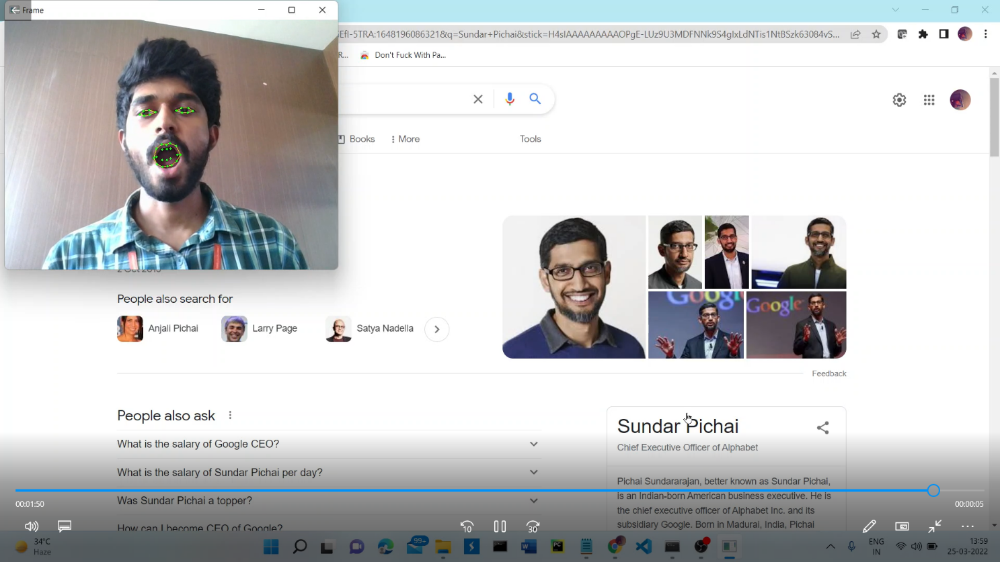 Frame
EfI-5TRA:1648196086321&q=Sundar+Pichai&stick=H4sIAAAAAAAAAOPgE-LUz9U3MDFNNk9S4gIxLdNTis1NtBSzk63084vS...
R... Don't Fuck With Pa...
Books More Tools
People also search for
Anjali Pichai Larry Page Satya Nadella
Google
Google
Feedback
People also ask
What is the salary of Google CEO?
What is the salary of Sundar Pichai per day?
Was Sundar Pichai a topper?
How can I become CEO of Google?
Sundar Pichai
Chief Executive Officer of Alphabet
Pichai Sundararajan, better known as Sundar Pichai,
is an Indian-born American business executive. He is
the chief executive officer of Alphabet Inc. and its
subsidiary Google. Born in Madurai, India, Pichai
00:01:50
00:00:05
10
30
34°C
Haze
99+
PC
ENG
IN
13:59
25-03-2022